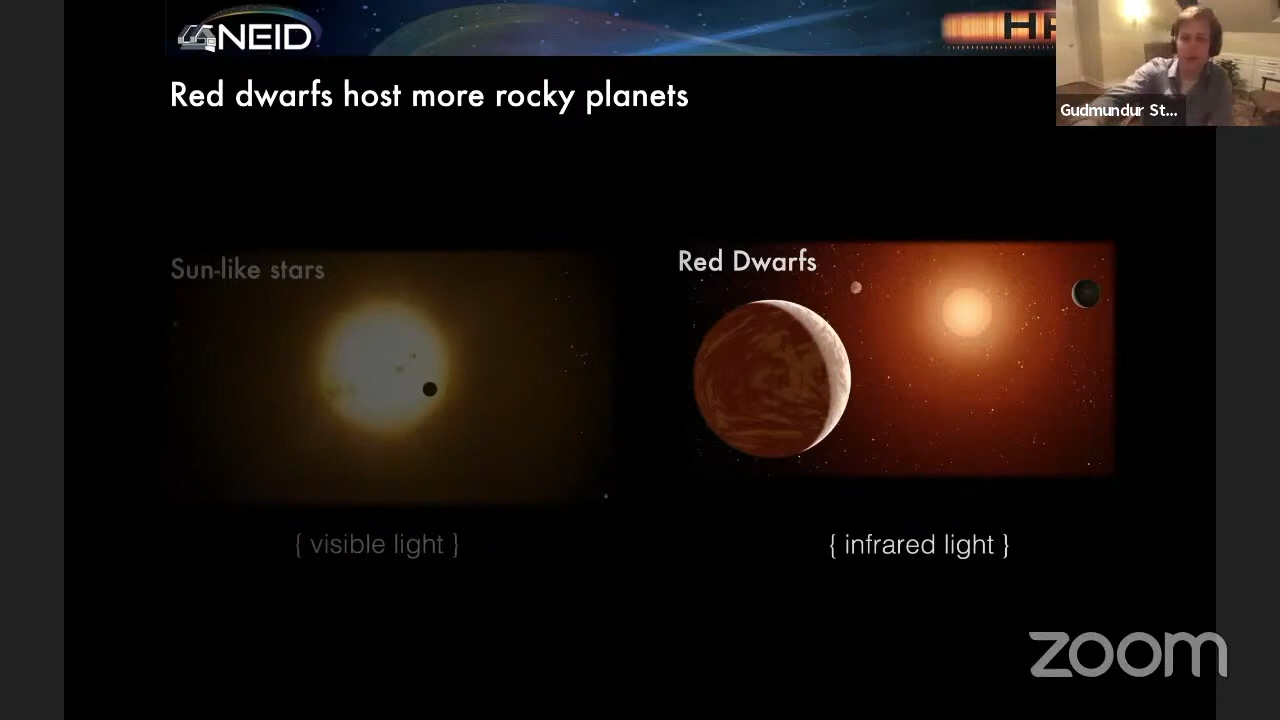 NEID
HP
Gudmundur St...
Red dwarfs host more rocky planets
Sun-like stars
Red Dwarfs
{ visible light }
{ infrared light }
zoom